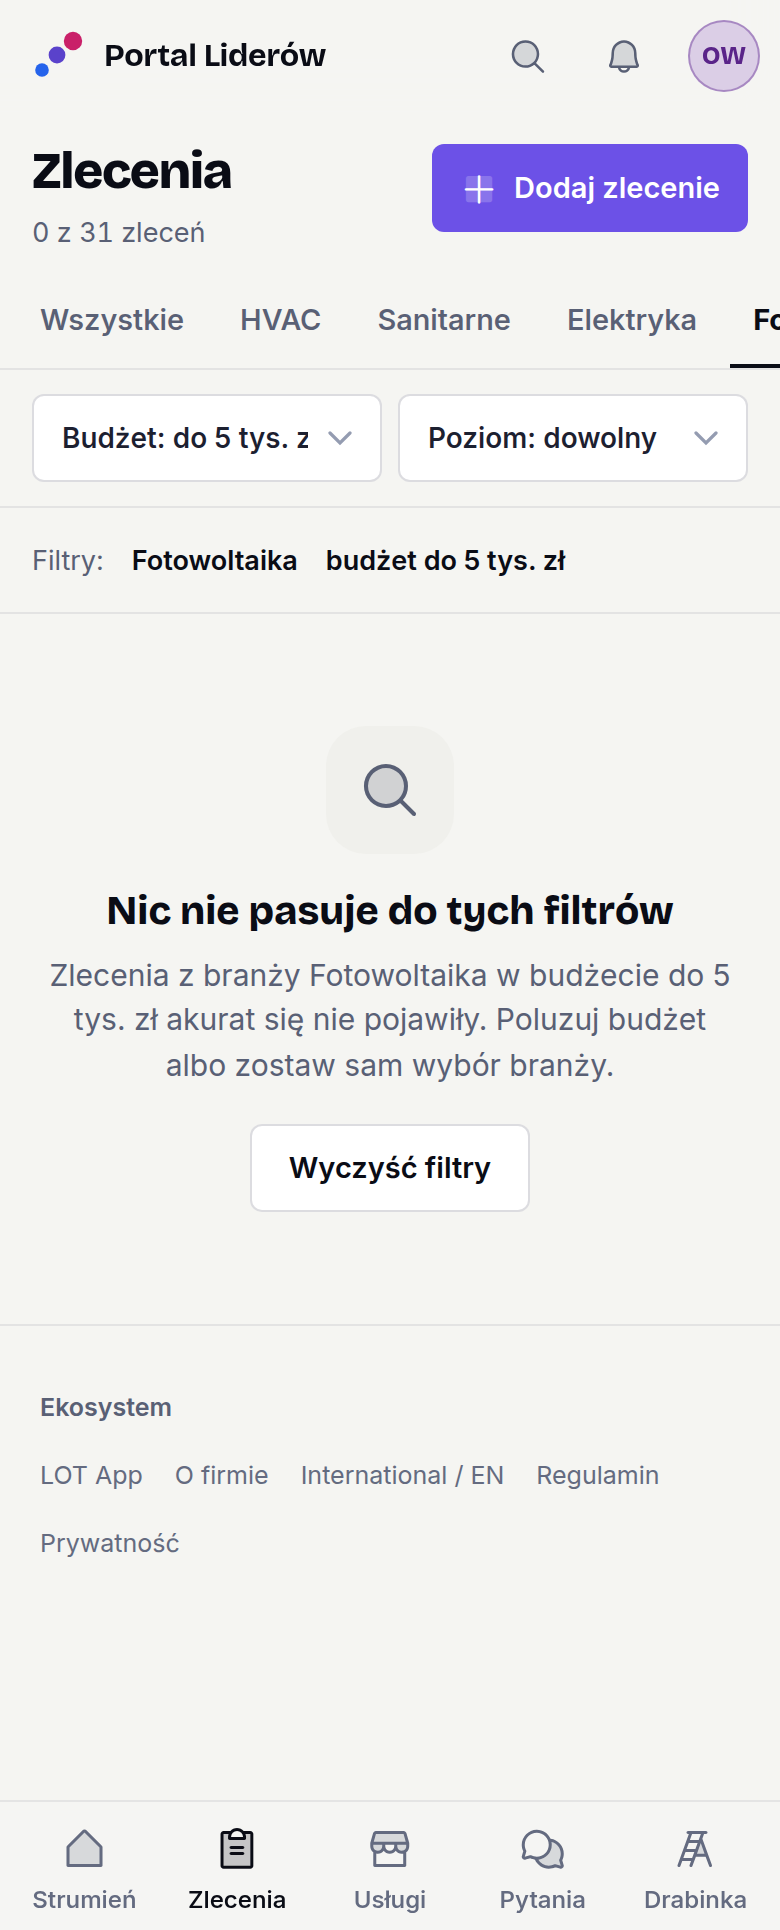 Portal Liderów
OW
Zlecenia
Dodaj zlecenie
0 z 31 zleceń
Wszystkie HVAC Sanitarne Elektryka Fo
Budżet: do 5 tys. z
Poziom: dowolny
Filtry: Fotowoltaika budżet do 5 tys. zł
Nic nie pasuje do tych filtrów
Zlecenia z branży Fotowoltaika w budżecie do 5
tys. zł akurat się nie pojawiły. Poluzuj budżet
albo zostaw sam wybór branży.
Wyczyść filtry
Ekosystem
LOT App O firmie International / EN Regulamin
Prywatność
Strumień Zlecenia Usługi Pytania Drabinka